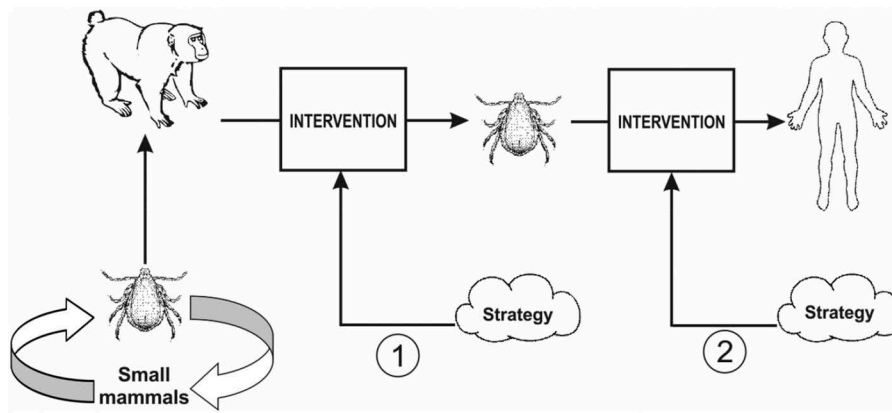 INTERVENTION
INTERVENTION
Strategy
Strategy
1
2
Small
mammals